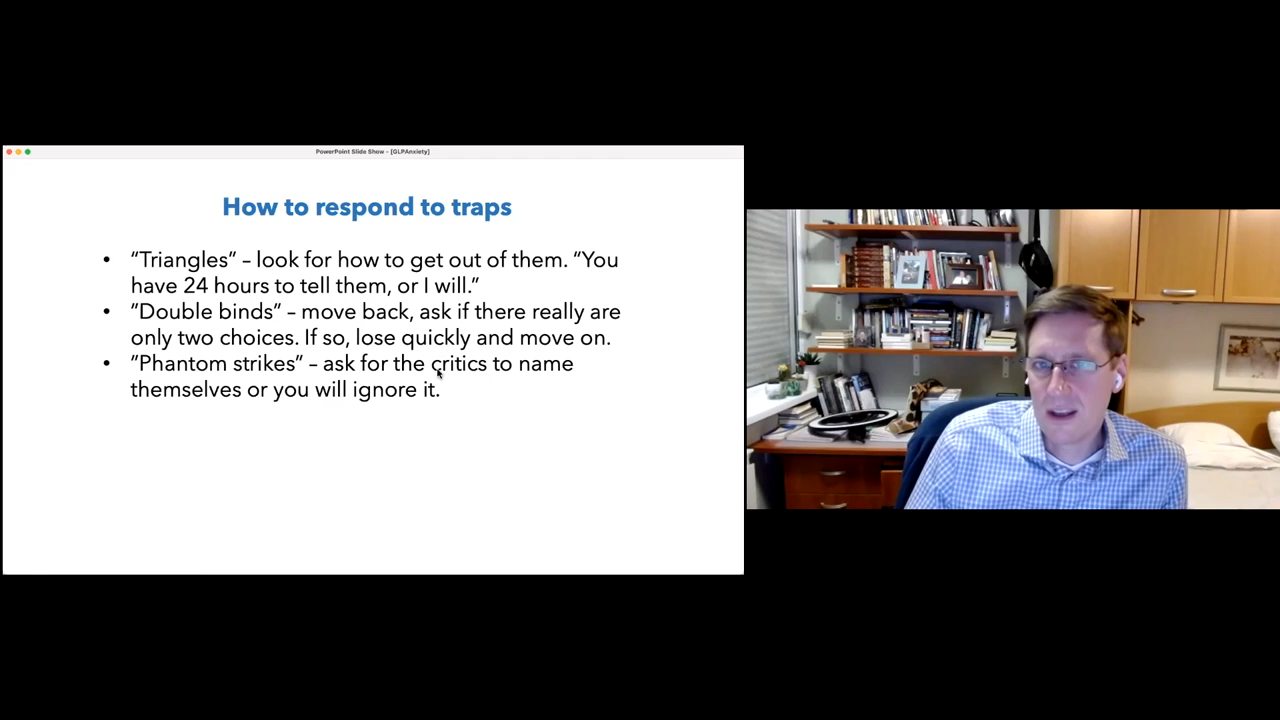 PowerPoint Slide Show - [GLPAnxiety]
How to respond to traps
• “Triangles” – look for how to get out of them. “You
have 24 hours to tell them, or I will.”
• ”Double binds” – move back, ask if there really are
only two choices. If so, lose quickly and move on.
• ”Phantom strikes” – ask for the critics to name
themselves or you will ignore it.